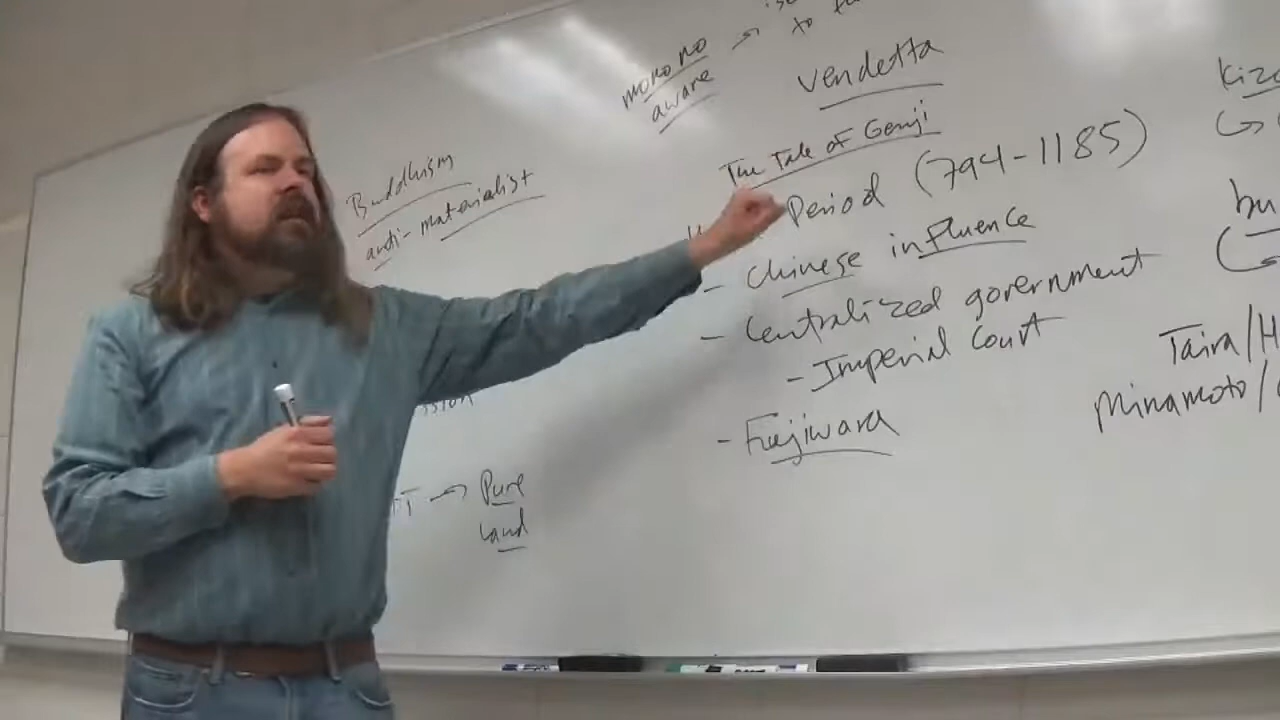 mono no
aware
vendetta
The Tale of Genji
Period (794-1185)
- Chinese influence
- Centralized government
- Imperial Court
- Fujiwara
Buddhism
anti-materialist
Pure
Land
Taira/H
Minamoto/